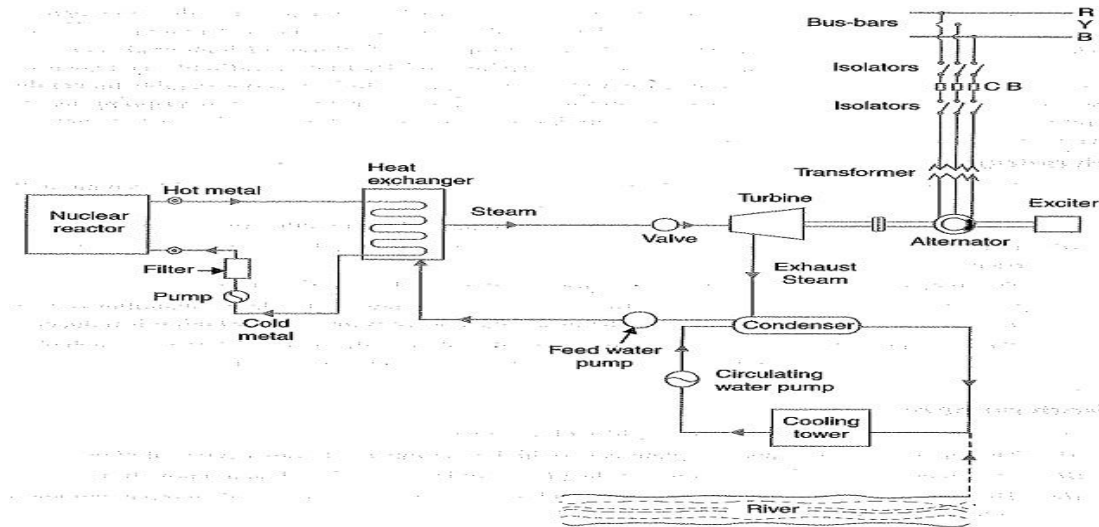 R
Bus-bars
Y
B
Isolators
C B
Isolators
Heat
exchanger
Transformer
Hot metal
Turbine
Exciter
Nuclear
reactor
Steam
Valve
Alternator
Filter
Exhaust
Steam
Pump
Cold
metal
Condenser
Feed water
pump
Circulating
water pump
Cooling
tower
River